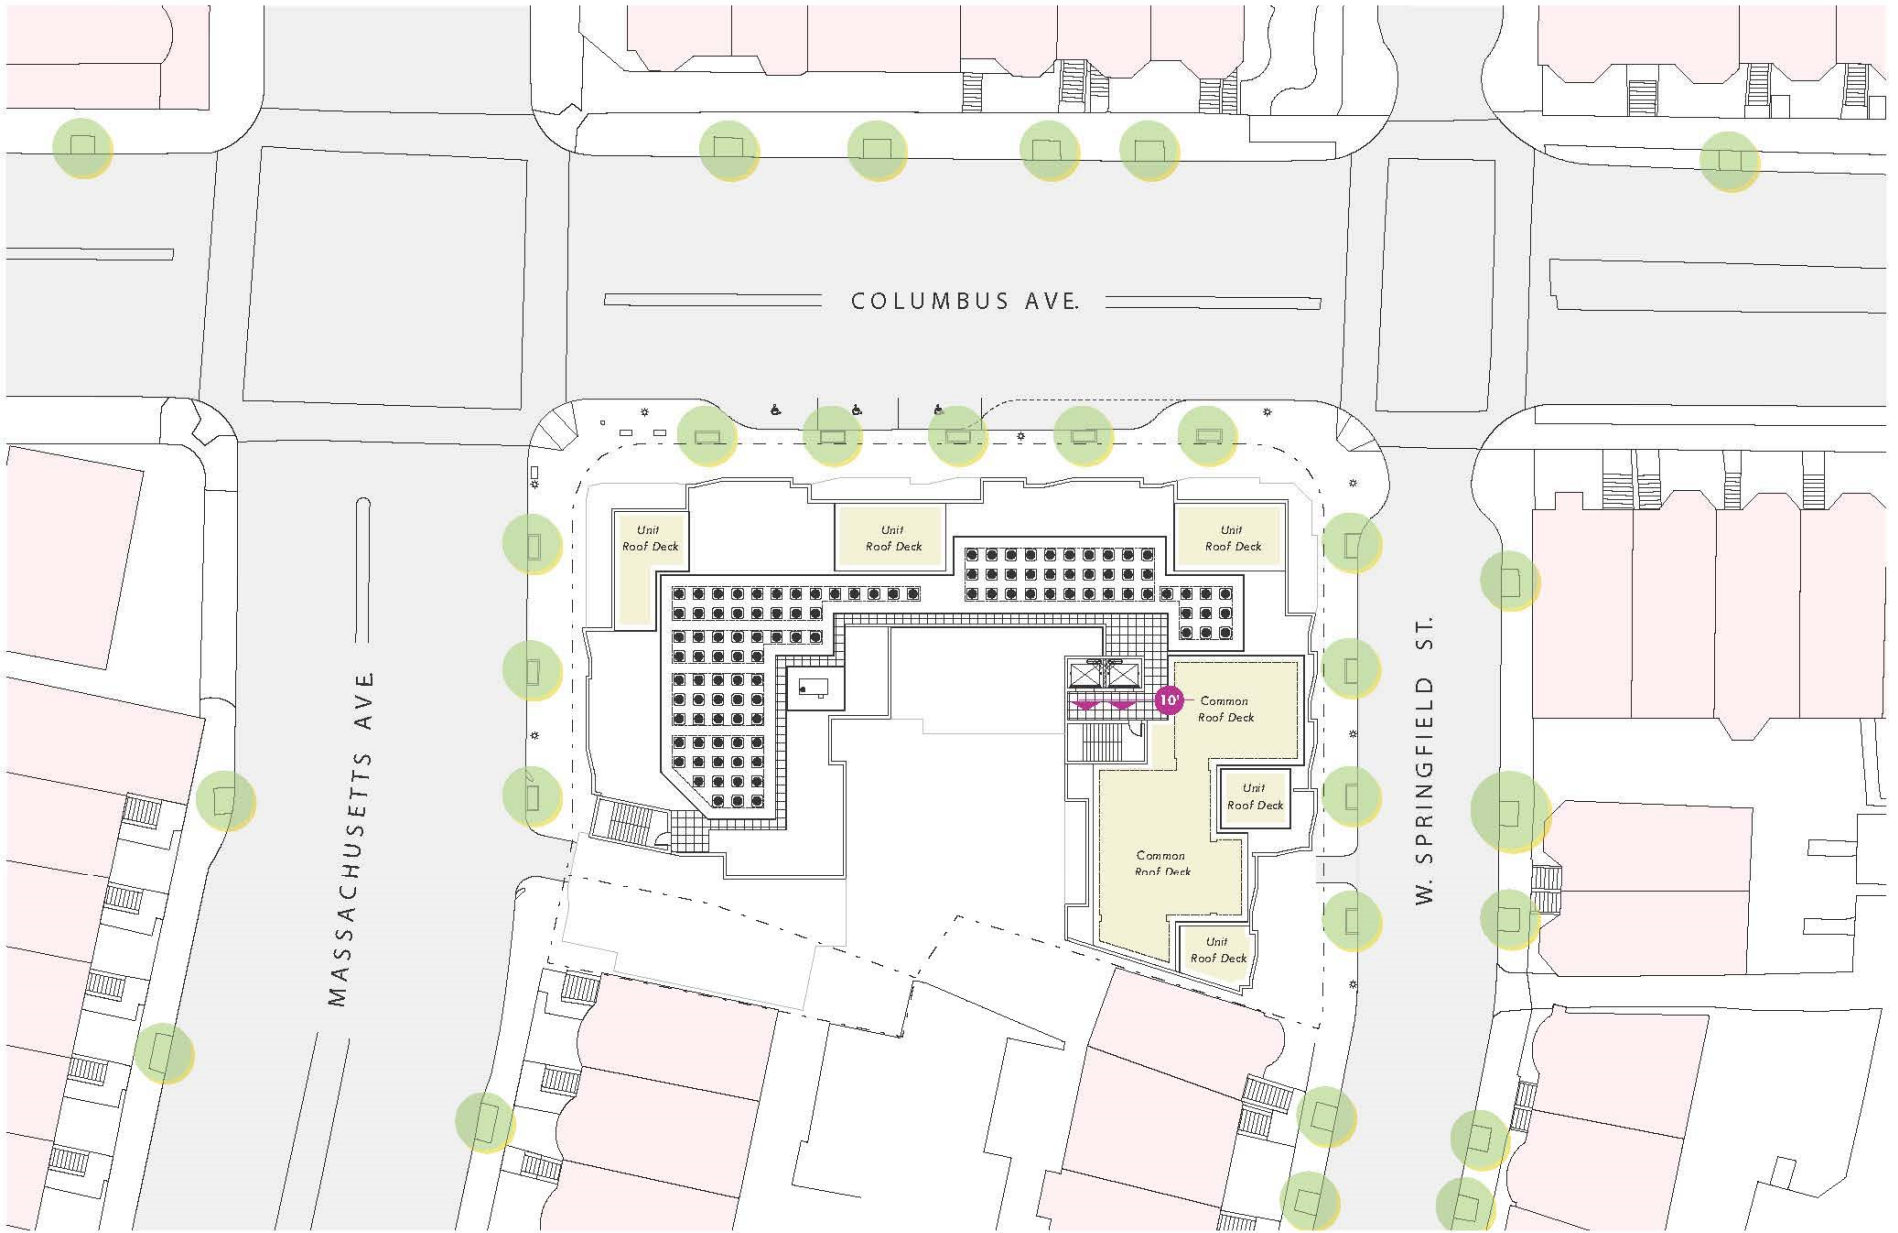 COLUMBUS AVE.
Unit
Roof Deck
Unit
Roof Deck
Unit
Roof Deck
10'
Common
Roof Deck
Unit
Roof Deck
Common
Roof Deck
Unit
Roof Deck
MASSACHUSETTS AVE.
W. SPRINGFIELD ST.